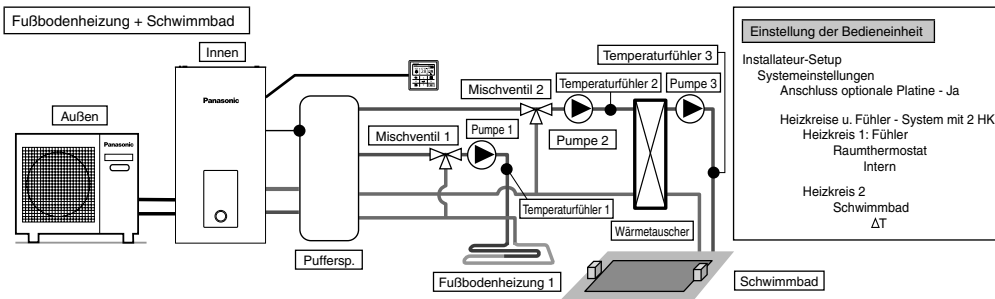 Fußbodenheizung + Schwimmbad
Innen
Außen
Panasonic
Panasonic
Puffersp.
Mischventil 1
Pumpe 1
Temperaturfühler 1
Fußbodenheizung 1
Mischventil 2
Temperaturfühler 2
Pumpe 2
Temperaturfühler 3
Pumpe 3
Wärmetauscher
Schwimmbad
Einstellung der Bedieneinheit
Installateur-Setup
Systemeinstellungen
Anschluss optionale Platine - Ja
Heizkreise u. Fühler - System mit 2 HK
Heizkreis 1: Fühler
Raumthermostat
Intern
Heizkreis 2
Schwimmbad
ΔT